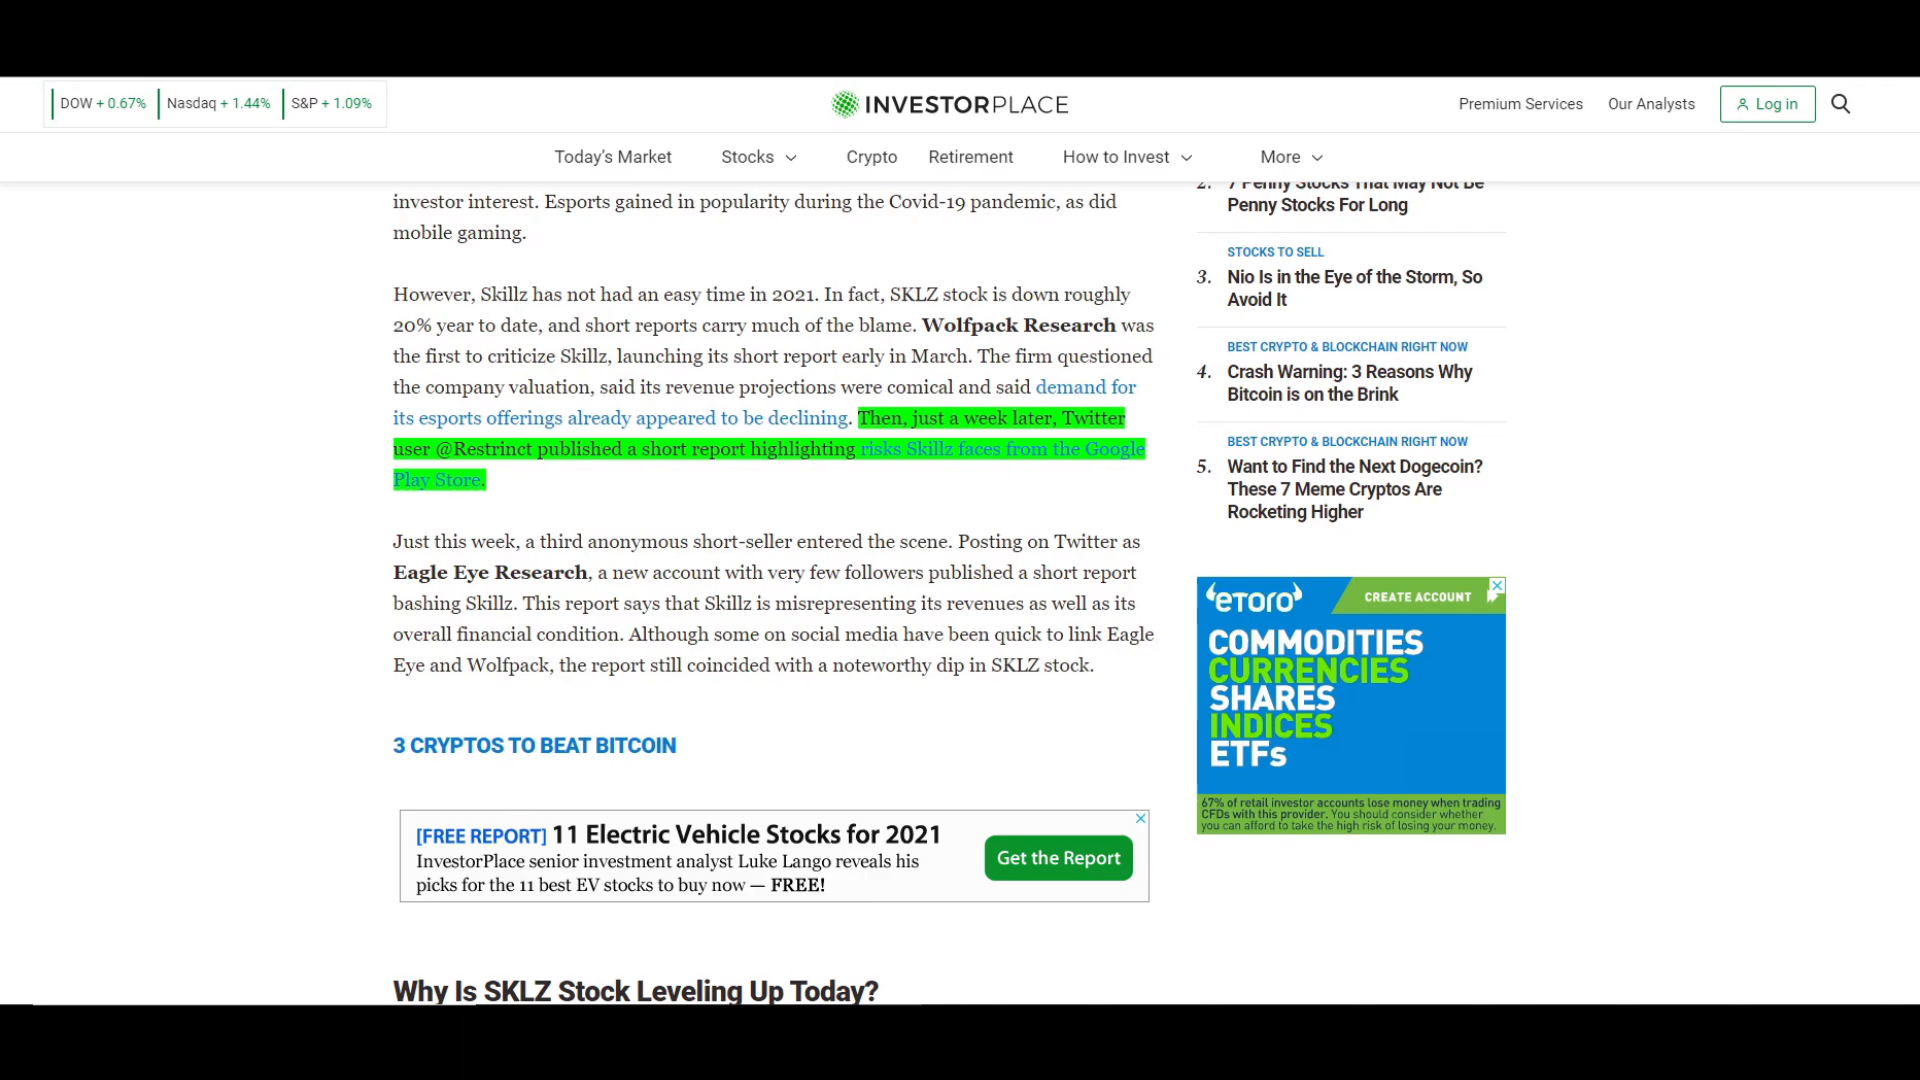 DOW + 0.67%
Nasdaq + 1.44%
S&P + 1.09%
INVESTORPLACE
Premium Services
Our Analysts
Log in
Today's Market
Stocks
Crypto
Retirement
How to Invest
More
investor interest. Esports gained in popularity during the Covid-19 pandemic, as did
mobile gaming.
However, Skillz has not had an easy time in 2021. In fact, SKLZ stock is down roughly
20% year to date, and short reports carry much of the blame. Wolfpack Research was
the first to criticize Skillz, launching its short report early in March. The firm questioned
the company valuation, said its revenue projections were comical and said demand for
its esports offerings already appeared to be declining. Then, just a week later, Twitter
user @Restrinct published a short report highlighting risks Skillz faces from the Google
Play Store.
Just this week, a third anonymous short-seller entered the scene. Posting on Twitter as
Eagle Eye Research, a new account with very few followers published a short report
bashing Skillz. This report says that Skillz is misrepresenting its revenues as well as its
overall financial condition. Although some on social media have been quick to link Eagle
Eye and Wolfpack, the report still coincided with a noteworthy dip in SKLZ stock.
3 CRYPTOS TO BEAT BITCOIN
[FREE REPORT] 11 Electric Vehicle Stocks for 2021
InvestorPlace senior investment analyst Luke Lango reveals his
picks for the 11 best EV stocks to buy now — FREE!
Get the Report
Why Is SKLZ Stock Leveling Up Today?
2. 7 Penny Stocks That May Not Be
Penny Stocks For Long
STOCKS TO SELL
3. Nio Is in the Eye of the Storm, So
Avoid It
BEST CRYPTO & BLOCKCHAIN RIGHT NOW
4. Crash Warning: 3 Reasons Why
Bitcoin is on the Brink
BEST CRYPTO & BLOCKCHAIN RIGHT NOW
5. Want to Find the Next Dogecoin?
These 7 Meme Cryptos Are
Rocketing Higher
eToro
CREATE ACCOUNT
COMMODITIES
CURRENCIES
SHARES
INDICES
ETFs
67% of retail investor accounts lose money when trading
CFDs with this provider. You should consider whether
you can afford to take the high risk of losing your money.